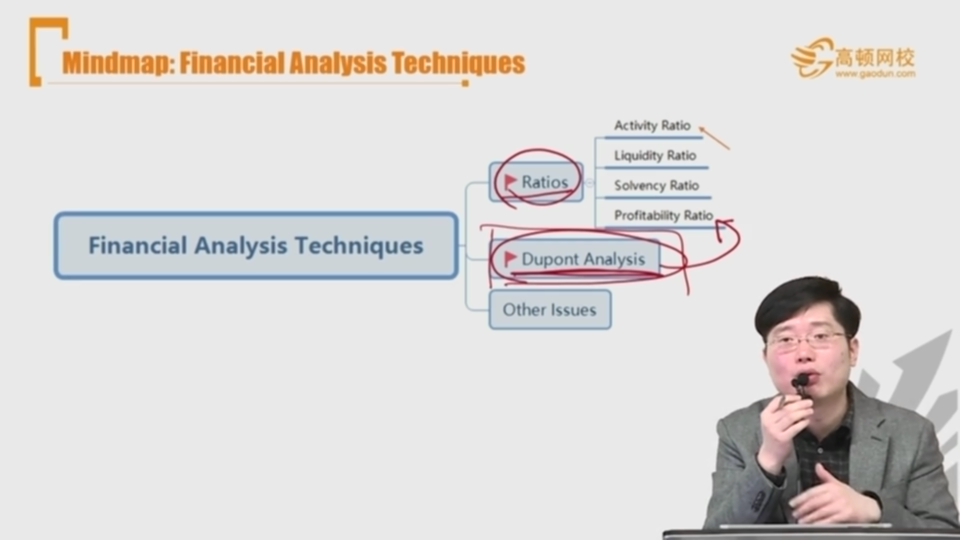 Mindmap: Financial Analysis Techniques
高顿网校
www.gaodun.com
Activity Ratio
Liquidity Ratio
Ratios
Solvency Ratio
Profitability Ratio
Financial Analysis Techniques
Dupont Analysis
Other Issues